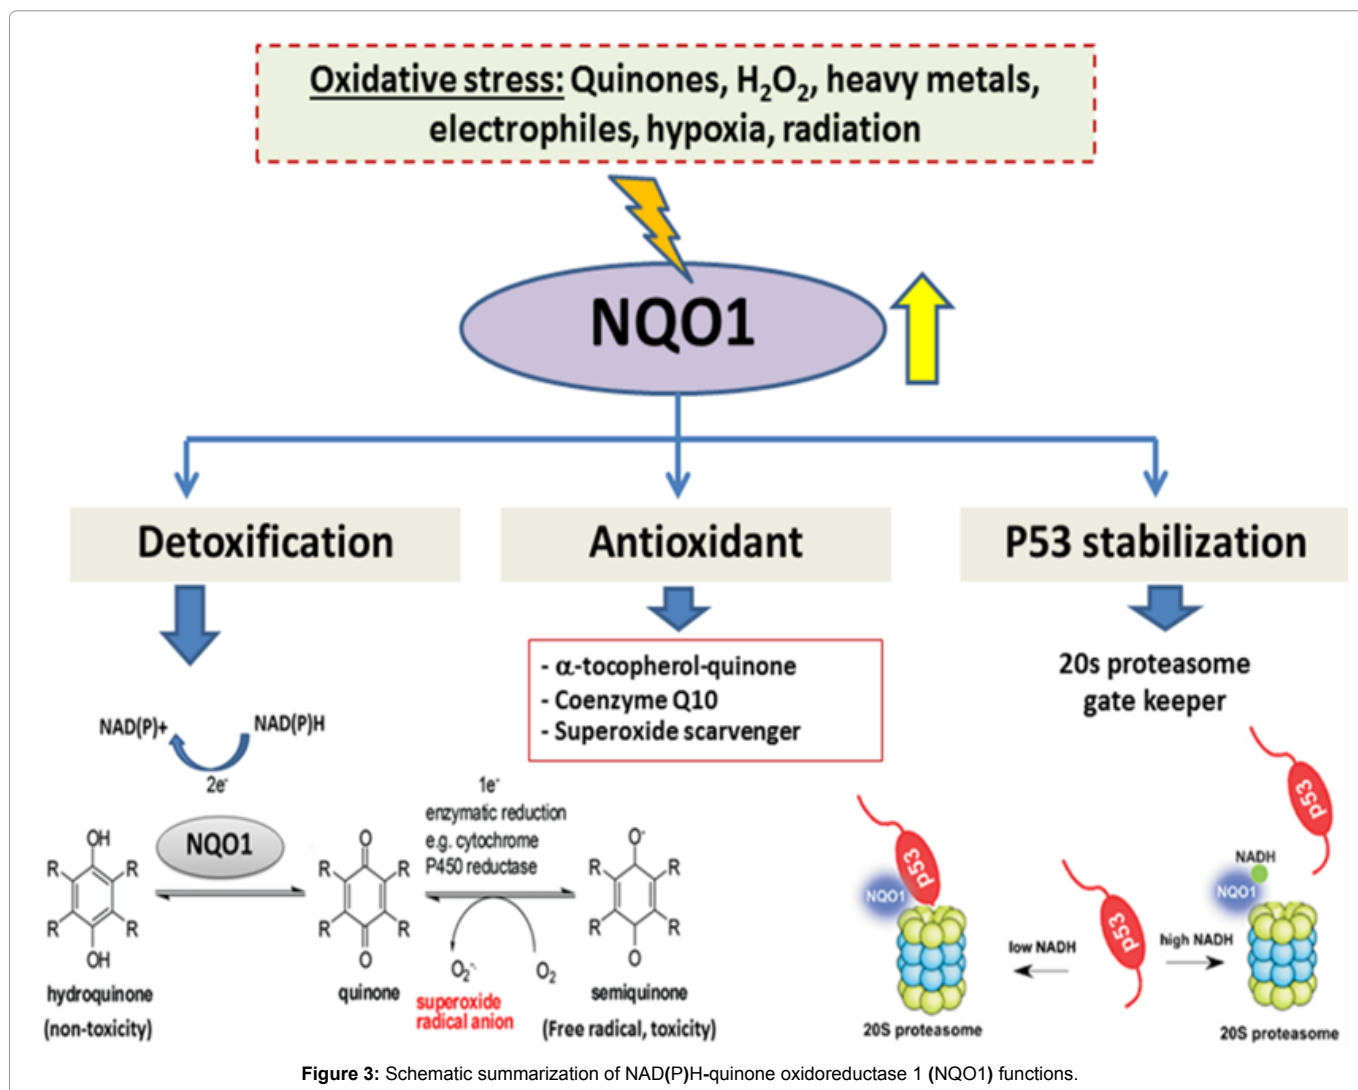 Oxidative stress: Quinones, H₂O₂, heavy metals,
electrophiles, hypoxia, radiation
NQO1
Detoxification
Antioxidant
P53 stabilization
- α-tocopherol-quinone
- Coenzyme Q10
- Superoxide scarvenger
20s proteasome
gate keeper
NAD(P)+
NAD(P)H
2e⁻
NQO1
1e⁻
enzymatic reduction
e.g. cytochrome
P450 reductase
OH
R R
R R
OH
hydroquinone
(non-toxicity)
O
R R
R R
O
quinone
O₂⁻·
O₂
superoxide
radical anion
O⁻
R R
R R
O
semiquinone
(Free radical, toxicity)
p53
NQO1
20S proteasome
low NADH
p53
high NADH
p53
NADH
NQO1
20S proteasome
Figure 3: Schematic summarization of NAD(P)H-quinone oxidoreductase 1 (NQO1) functions.